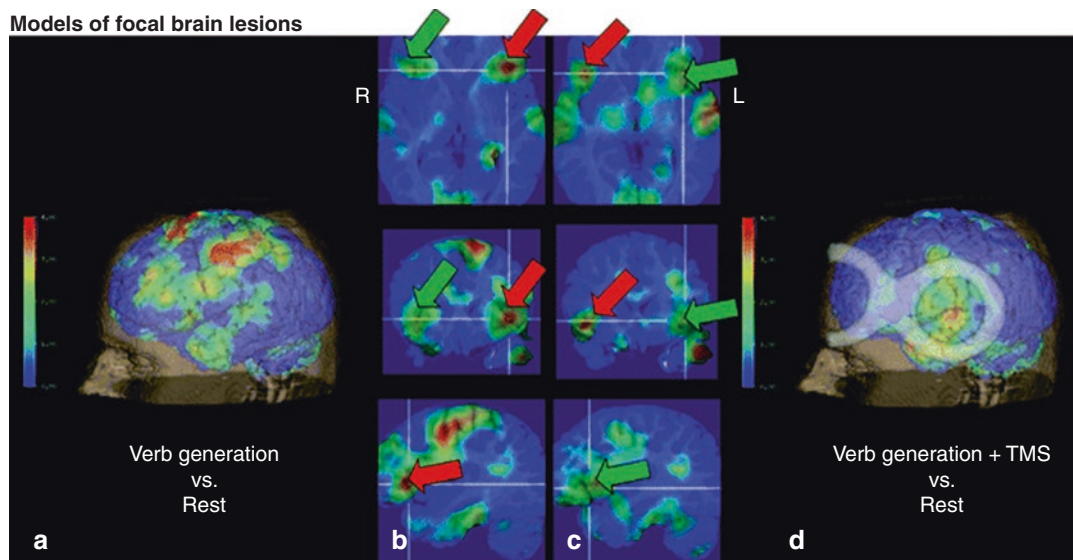 Models of focal brain lesions
R
L
Verb generation
vs.
Rest
Verb generation + TMS
vs.
Rest
a
b
c
d